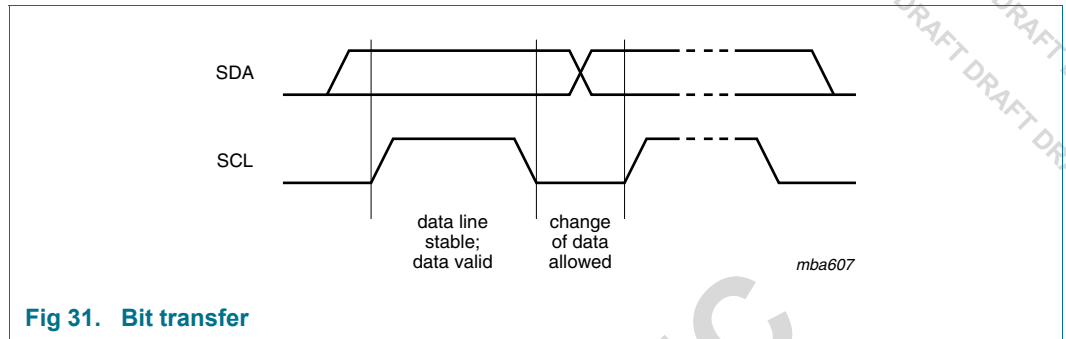 DRAFT DRAFT DRA
DRAFT DRAFT D
SDA
SCL
data line
stable;
data valid
change
of data
allowed
mba607
Fig 31. Bit transfer